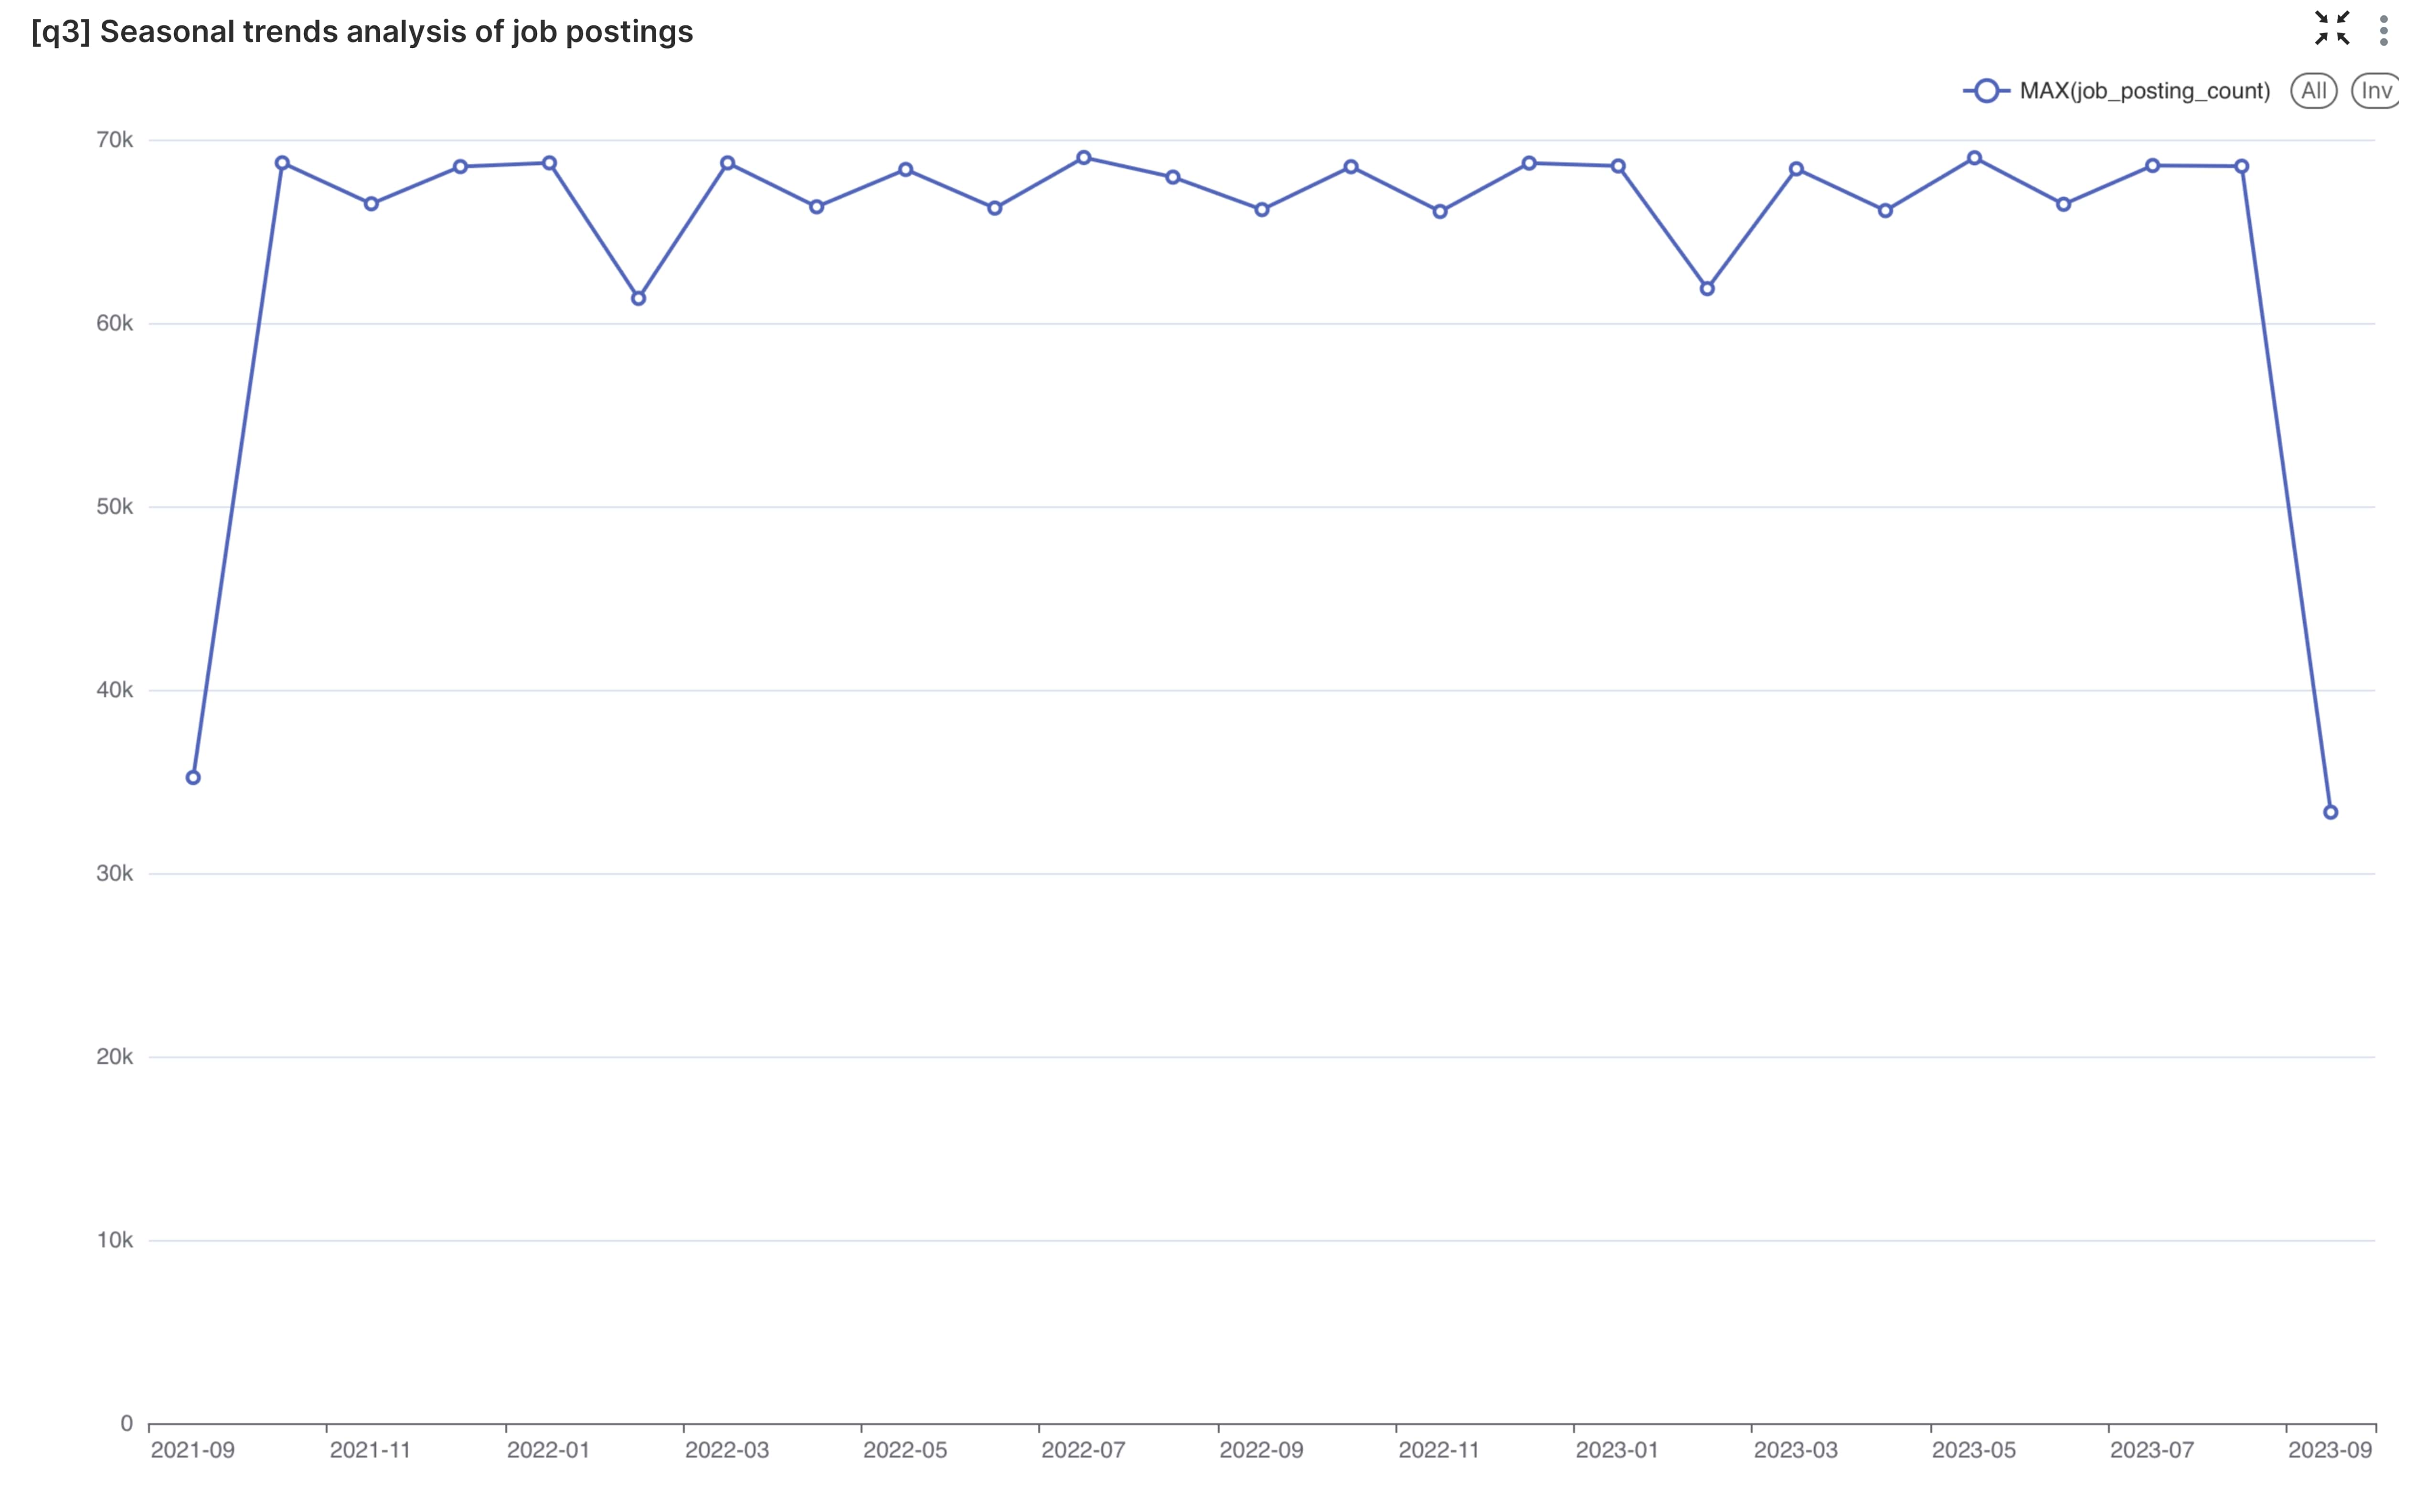 [q3] Seasonal trends analysis of job postings
MAX(job_posting_count) All Inv
70k
60k
50k
40k
30k
20k
10k
0
2021-09 2021-11 2022-01 2022-03 2022-05 2022-07 2022-09 2022-11 2023-01 2023-03 2023-05 2023-07 2023-09